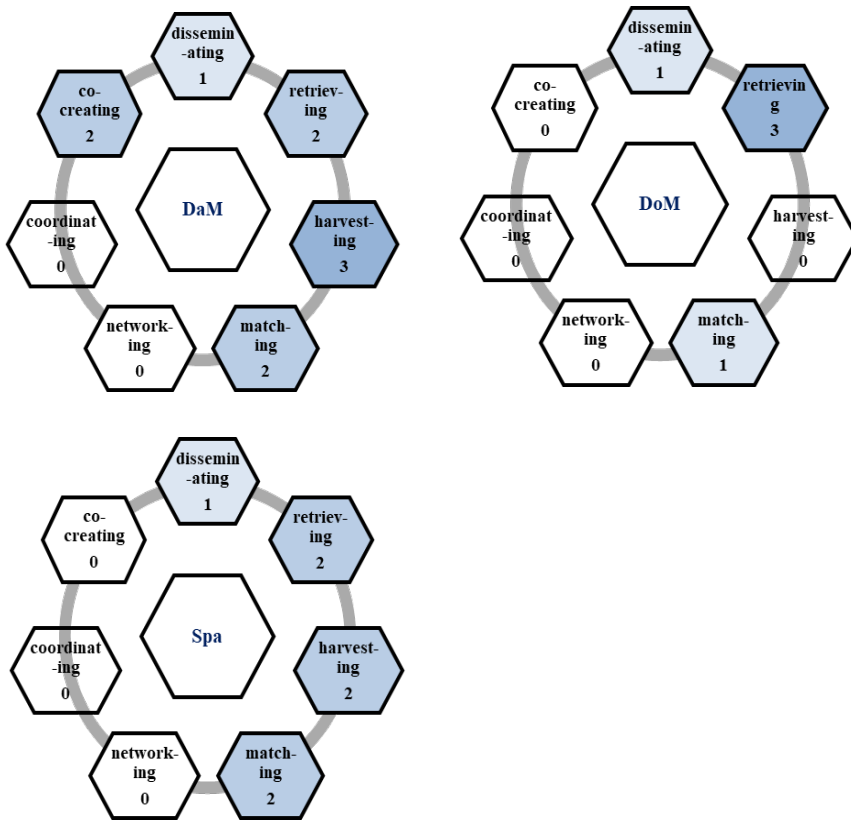 dissemin
-ating
1
co-
creating
2
retriev-
ing
2
DaM
coordinat
-ing
0
harvest-
ing
3
network-
ing
0
match-
ing
2
dissemin
-ating
1
co-
creating
0
retrievin
g
3
DoM
coordinat
-ing
0
harvest-
ing
0
network-
ing
0
match-
ing
1
dissemin
-ating
1
co-
creating
0
retriev-
ing
2
Spa
coordinat
-ing
0
harvest-
ing
2
network-
ing
0
match-
ing
2